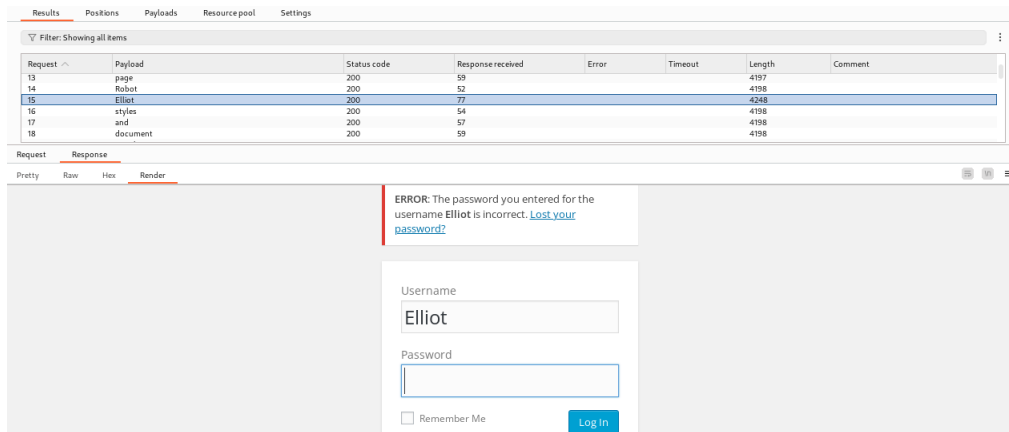 Results Positions Payloads Resource pool Settings
Filter: Showing all items
Request Payload Status code Response received Error Timeout Length Comment
13 page 200 59 4197
14 Robot 200 52 4198
15 Elliot 200 77 4248
16 styles 200 54 4198
17 and 200 57 4198
18 document 200 59 4198
Request Response
Pretty Raw Hex Render
ERROR: The password you entered for the
username Elliot is incorrect. Lost your
password?
Username
Elliot
Password
Remember Me Log In